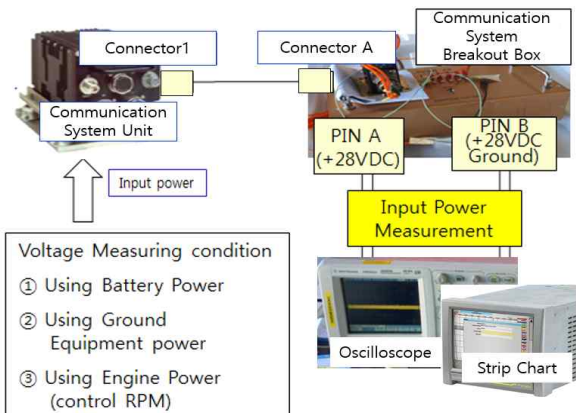 Communication
System
Breakout Box
Connector1
Connector A
Communication
System Unit
PIN A
(+28VDC)
PIN B
(+28VDC
Ground)
Input power
Input Power
Measurement
Voltage Measuring condition
① Using Battery Power
② Using Ground
Equipment power
③ Using Engine Power
(control RPM)
Oscilloscope
Strip Chart